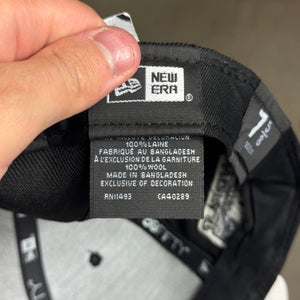 NEW
ERA
100%LAINE
FABRIQUÉ AU BANGLADESH
À L'EXCLUSION DE LA GARNITURE
100%WOOL
MADE IN BANGLADESH
EXCLUSIVE OF DECORATION
RN11493 CA40289